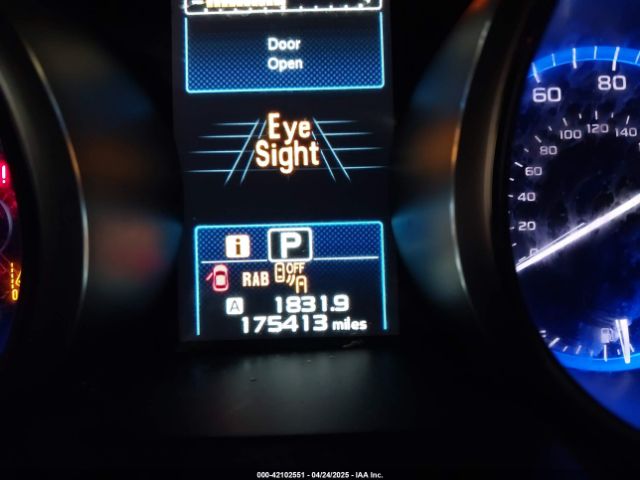 Door
Open
Eye
Sight
i P
RAB OFF
A 1831.9
175413 miles
60 80
80 100 120 140
60
40
20
0
!
000-42102551 - 04/24/2025 - IAA Inc.